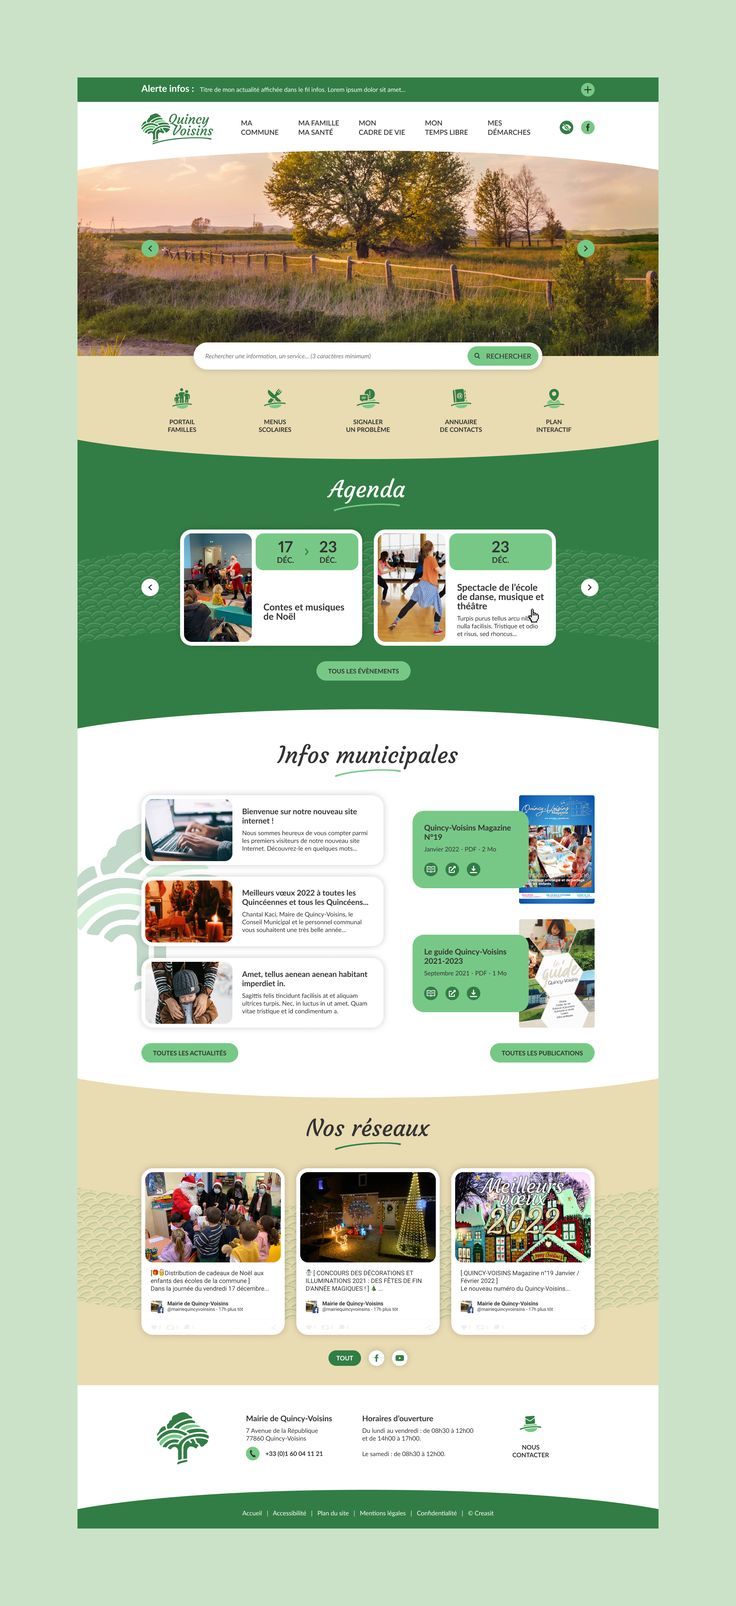 Alerte infos : Titre de mon actualité affichée dans le fil infos. Lorem ipsum dolor sit amet...
Quincy
Voisins
MA
COMMUNE
MA FAMILLE
MA SANTÉ
MON
CADRE DE VIE
MON
TEMPS LIBRE
MES
DÉMARCHES
Rechercher une information, un service... (3 caractères minimum)
RECHERCHER
PORTAIL
FAMILLES
MENUS
SCOLAIRES
SIGNALER
UN PROBLÈME
ANNUAIRE
DE CONTACTS
PLAN
INTERACTIF
Agenda
17 > 23
DÉC. DÉC.
Contes et musiques
de Noël
23
DÉC.
Spectacle de l'école
de danse, musique et
théâtre
Turpis purus tellus arcu
nulla facilisis. Tristique et odio
et risus, sed rhoncus...
TOUS LES ÉVÈNEMENTS
Infos municipales
Bienvenue sur notre nouveau site
internet !
Nous sommes heureux de vous compter parmi
les premiers visiteurs de notre nouveau site
Internet. Découvrez-le en quelques mots...
Meilleurs vœux 2022 à toutes les
Quincéennes et tous les Quincéens...
Chantal Kaci, Maire de Quincy-Voisins, le
Conseil Municipal et le personnel communal
vous souhaitent une très belle année...
Amet, tellus aenean aenean habitant
imperdiet in.
Sagittis felis tincidunt facilisis at et aliquam
ultrices turpis. Nec, in luctus in ut amet. Quam
vitae tristique et id condimentum a.
TOUTES LES ACTUALITÉS
Quincy-Voisins Magazine
N°19
Janvier 2022 - PDF - 2 Mo
Quincy-Voisins
Le guide Quincy-Voisins
2021-2023
Septembre 2021 - PDF - 1 Mo
guide
Quincy-Voisins
TOUTES LES PUBLICATIONS
Nos réseaux
[🎁Distribution de cadeaux de Noël aux
enfants des écoles de la commune ]
Dans la journée du vendredi 17 décembre...
Mairie de Quincy-Voisins
@mairiequincyvoisins - 17h plus tôt
[ CONCOURS DES DÉCORATIONS ET
ILLUMINATIONS 2021 : DES FÊTES DE FIN
D'ANNÉE MAGIQUES ! ] 🎄 ...
Mairie de Quincy-Voisins
@mairiequincyvoisins - 17h plus tôt
Meilleurs
vœux
2022
[ QUINCY-VOISINS Magazine n°19 Janvier /
Février 2022 ]
Le nouveau numéro du Quincy-Voisins...
Mairie de Quincy-Voisins
@mairiequincyvoisins - 17h plus tôt
TOUT
Mairie de Quincy-Voisins
7 Avenue de la République
77860 Quincy-Voisins
+33 (0)1 60 04 11 21
Horaires d'ouverture
Du lundi au vendredi : de 08h30 à 12h00
et de 14h00 à 17h00.
Le samedi : de 08h30 à 12h00.
NOUS
CONTACTER
Accueil | Accessibilité | Plan du site | Mentions légales | Confidentialité | © Creasit